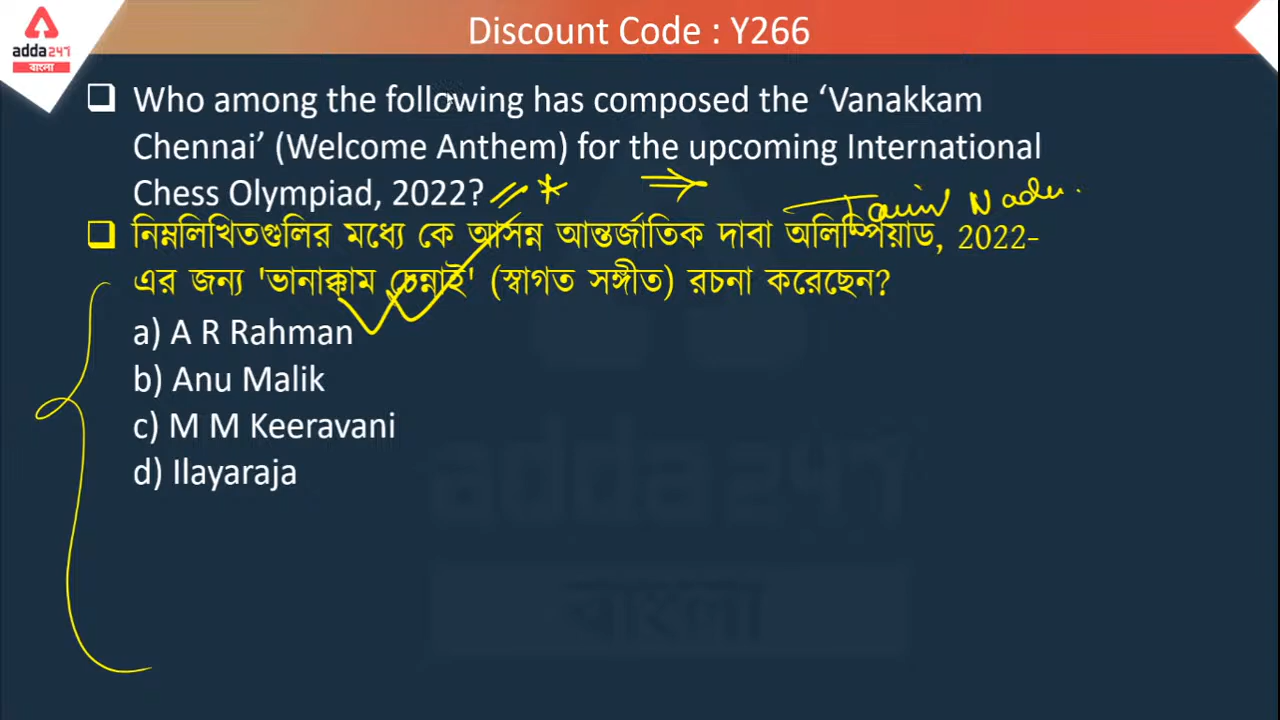 Discount Code : Y266
adda247
বাংলা
❑ Who among the following has composed the ‘Vanakkam
Chennai’ (Welcome Anthem) for the upcoming International
Chess Olympiad, 2022?
Tamil Nadu.
❑ নিম্নলিখিতগুলির মধ্যে কে আসন্ন আন্তর্জাতিক দাবা অলিম্পিয়াড, 2022-
এর জন্য 'ভানাক্কাম চেন্নাই' (স্বাগত সঙ্গীত) রচনা করেছেন?
a) A R Rahman
b) Anu Malik
c) M M Keeravani
d) Ilayaraja
adda247
বাংলা